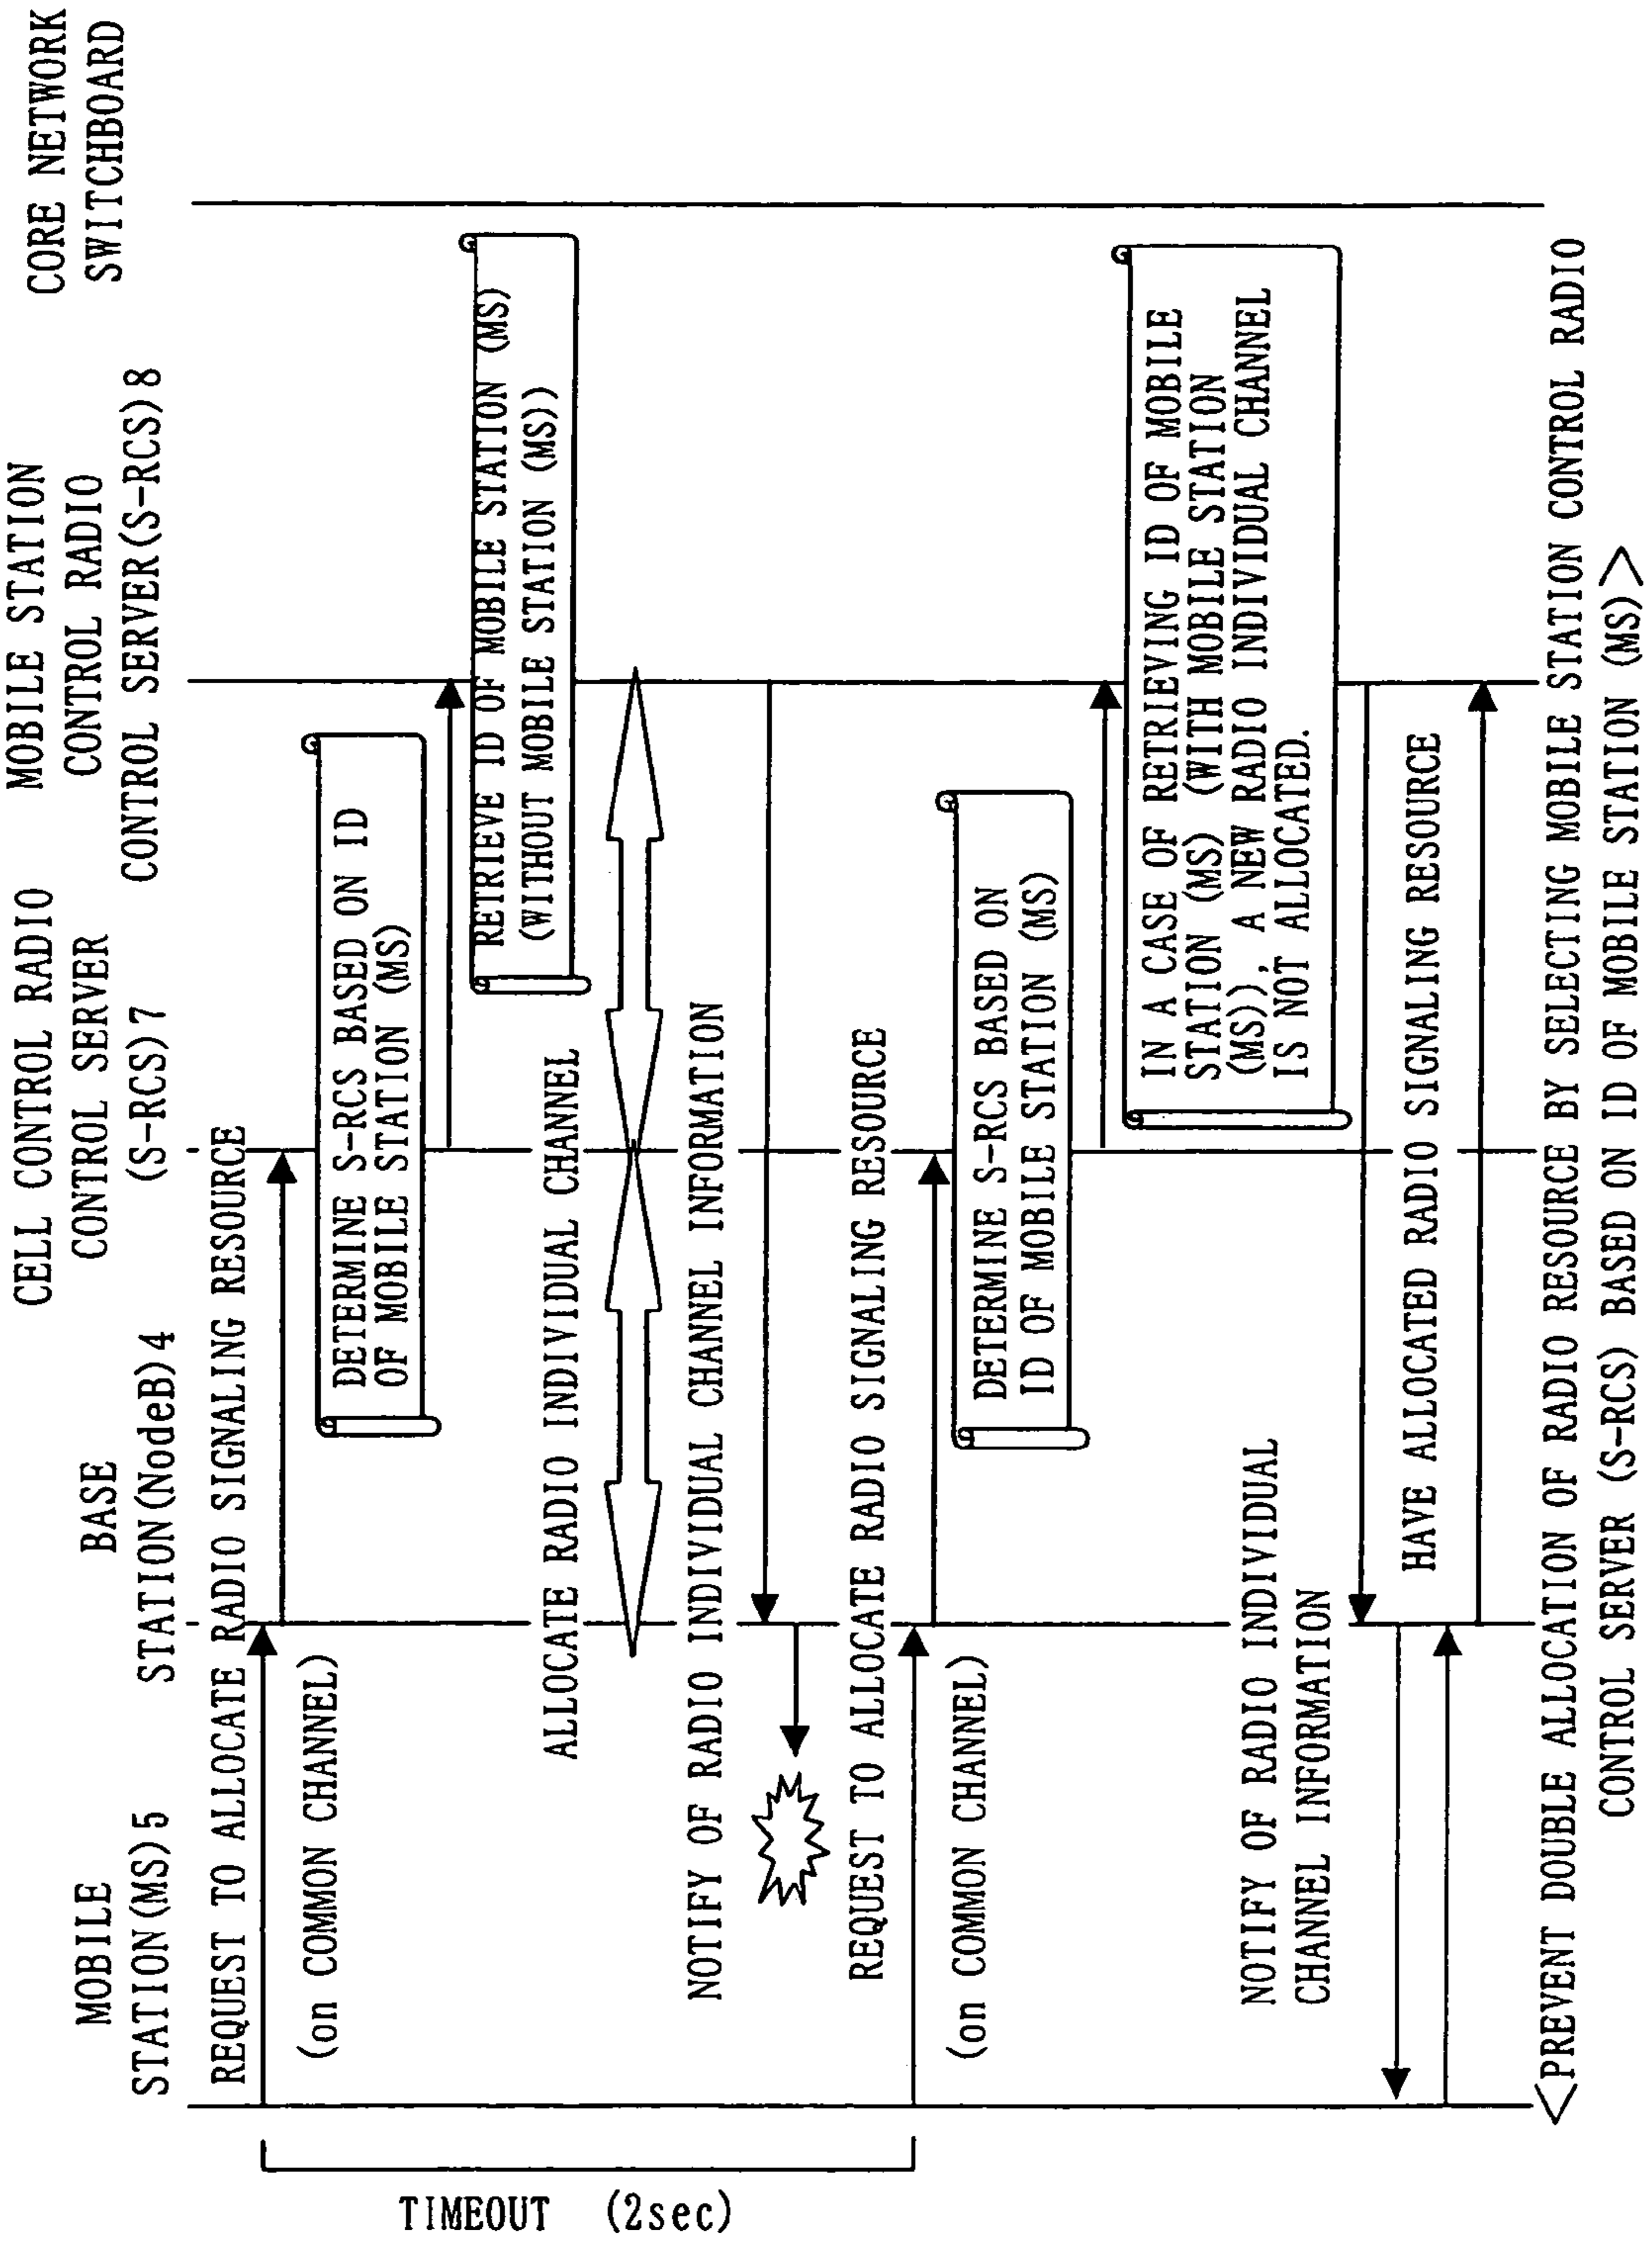 MOBILE
STATION(MS)5
BASE
STATION(NodeB)4
CELL CONTROL RADIO
CONTROL SERVER
(S-RCS)7
MOBILE STATION
CONTROL RADIO
CONTROL SERVER(S-RCS)8
CORE NETWORK
SWITCHBOARD
REQUEST TO ALLOCATE RADIO SIGNALING RESOURCE
(on COMMON CHANNEL)
DETERMINE S-RCS BASED ON ID
OF MOBILE STATION (MS)
RETRIEVE ID OF MOBILE STATION (MS)
(WITHOUT MOBILE STATION (MS))
ALLOCATE RADIO INDIVIDUAL CHANNEL
NOTIFY OF RADIO INDIVIDUAL CHANNEL INFORMATION
TIMEOUT (2sec)
REQUEST TO ALLOCATE RADIO SIGNALING RESOURCE
(on COMMON CHANNEL)
DETERMINE S-RCS BASED ON
ID OF MOBILE STATION (MS)
IN A CASE OF RETRIEVING ID OF MOBILE
STATION (MS) (WITH MOBILE STATION
(MS)), A NEW RADIO INDIVIDUAL CHANNEL
IS NOT ALLOCATED.
NOTIFY OF RADIO INDIVIDUAL
CHANNEL INFORMATION
HAVE ALLOCATED RADIO SIGNALING RESOURCE
<PREVENT DOUBLE ALLOCATION OF RADIO RESOURCE BY SELECTING MOBILE STATION CONTROL RADIO
CONTROL SERVER (S-RCS) BASED ON ID OF MOBILE STATION (MS)>